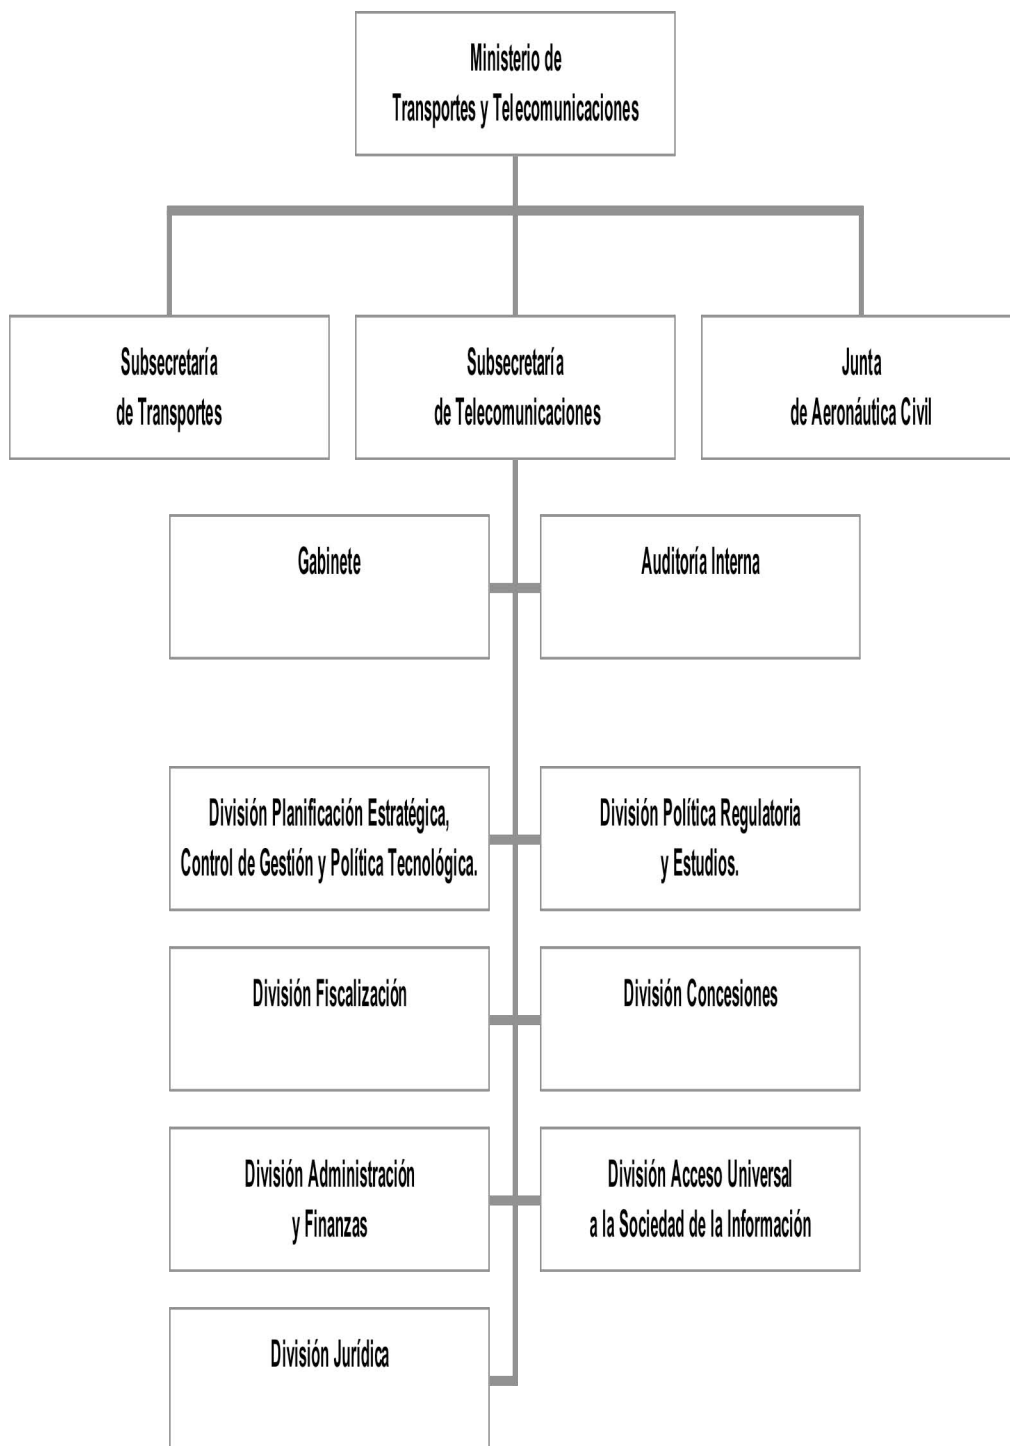 Ministerio de
Transportes y Telecomunicaciones
Subsecretaría
de Transportes
Subsecretaría
de Telecomunicaciones
Junta
de Aeronáutica Civil
Gabinete
Auditoría Interna
División Planificación Estratégica,
Control de Gestión y Política Tecnológica.
División Política Regulatoria
y Estudios.
División Fiscalización
División Concesiones
División Administración
y Finanzas
División Acceso Universal
a la Sociedad de la Información
División Jurídica